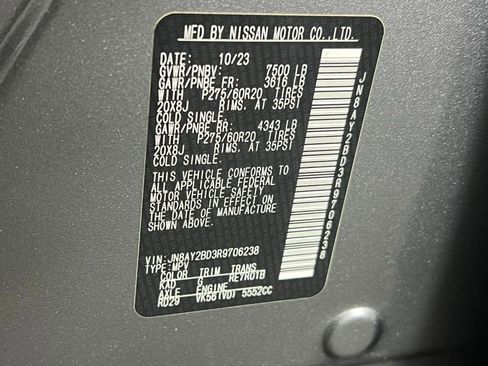 MFD BY NISSAN MOTOR CO.,LTD.
DATE: 10/23
GVWR/PNBV: 7500 LB
GAWR/PNBE FR: 3616 LB
WITH P275/60R20 TIRES
20X8J RIMS. AT 35PSI
COLD SINGLE.
GAWR/PNBE RR: 4343 LB
WITH P275/60R20 TIRES
20X8J RIMS. AT 35PSI
COLD SINGLE.
THIS VEHICLE CONFORMS TO
ALL APPLICABLE FEDERAL
MOTOR VEHICLE SAFETY
STANDARDS IN EFFECT ON
THE DATE OF MANUFACTURE
SHOWN ABOVE.
VIN: JN8AY2BD3R9706238
TYPE: MPV
COLOR TRIM TRANS
KAD G RE7R01B
AXLE ENGINE
RD29 VK56(VD) 5552CC
JN8AY2BD3R9706238